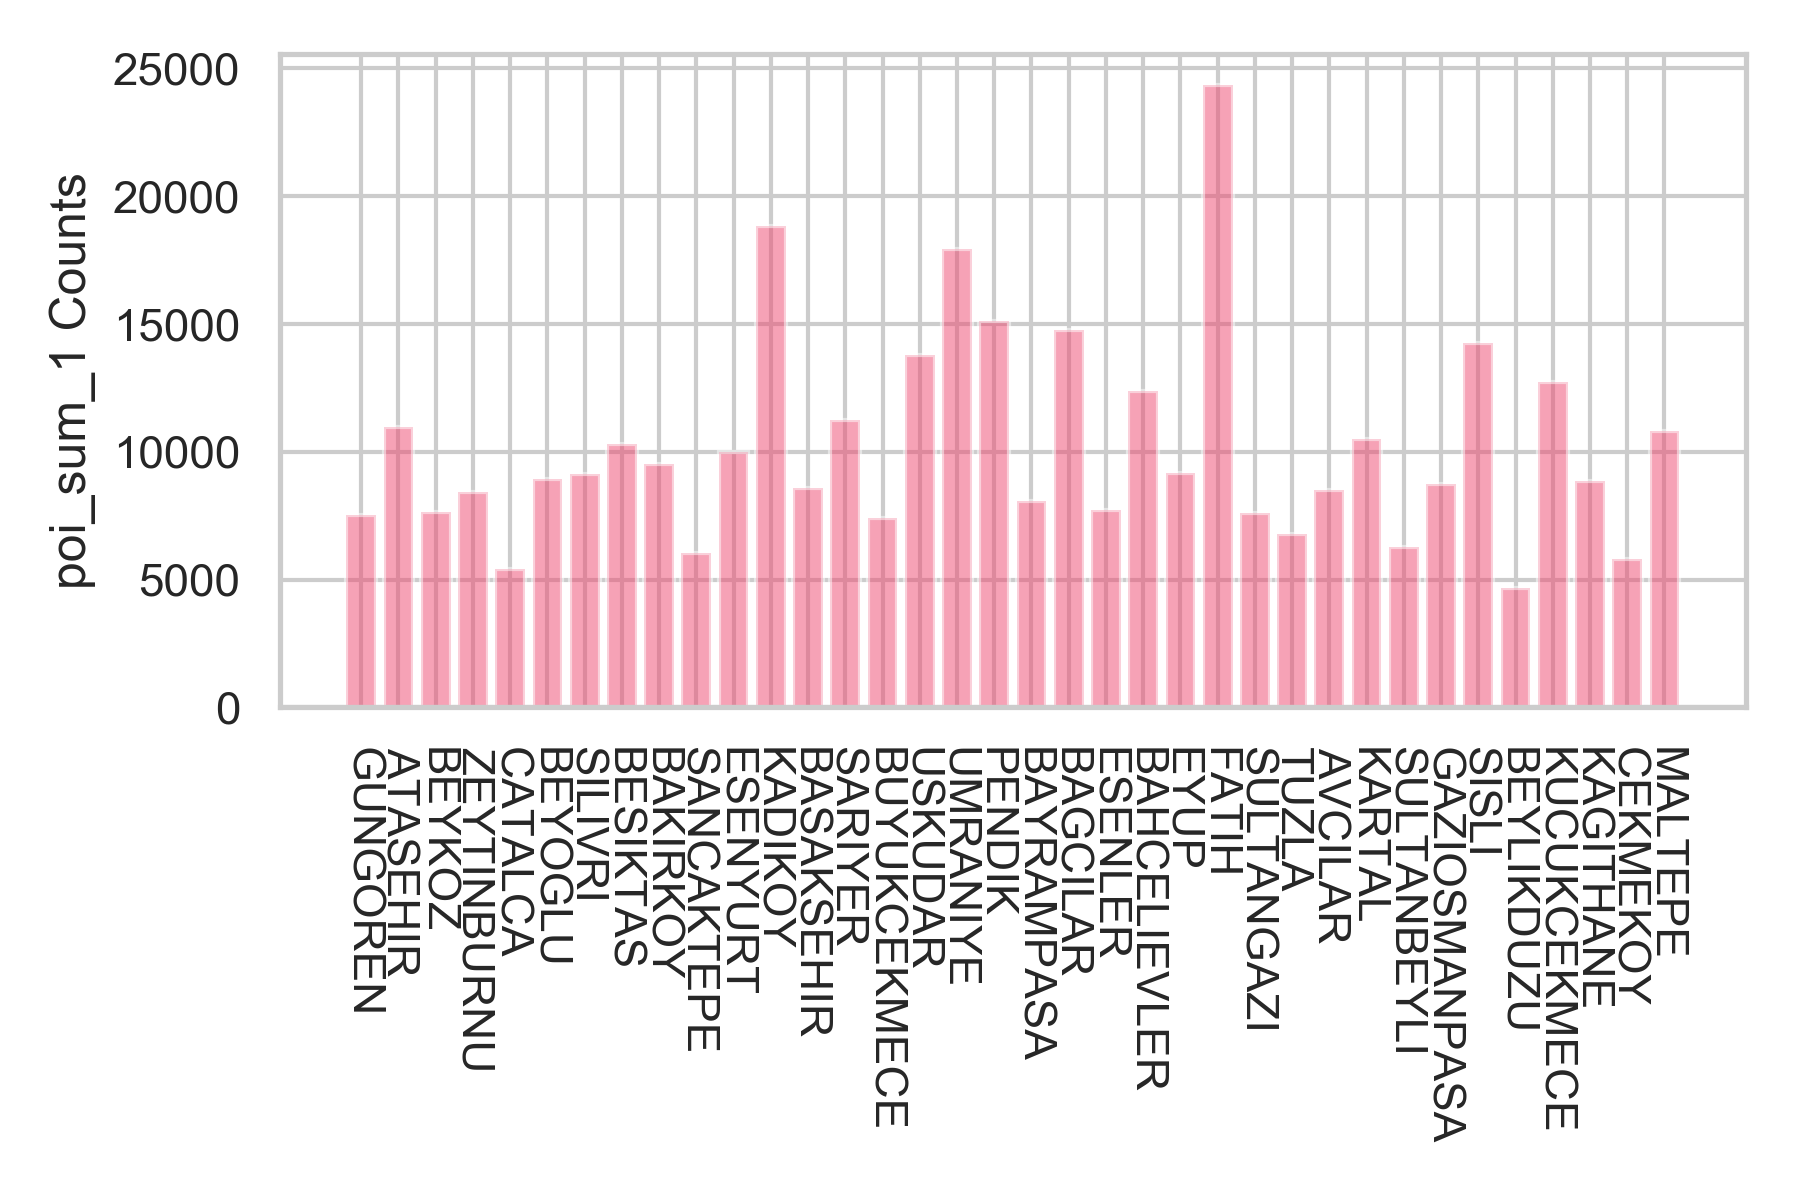 25000
20000
15000
10000
5000
0
poi_sum_1 Counts
GUNGOREN
ATASEHIR
BEYKOZ
ZEYTINBURNU
CATALCA
BEYOGLU
SILIVRI
BESIKTAS
BAKIRKOY
SANCAKTEPE
ESENYURT
KADIKOY
BASAKSEHIR
SARIYER
BUYUKCEKMECE
USKUDAR
UMRANIYE
PENDIK
BAYRAMPASA
BAGCILAR
ESENLER
BAHCELIEVLER
EYUP
FATIH
SULTANGAZI
TUZLA
AVCILAR
KARTAL
SULTANBEYLI
GAZIOSMANPASA
SISLI
BEYLIKDUZU
KUCUKCEKMECE
KAGITHANE
CEKMEKOY
MALTEPE